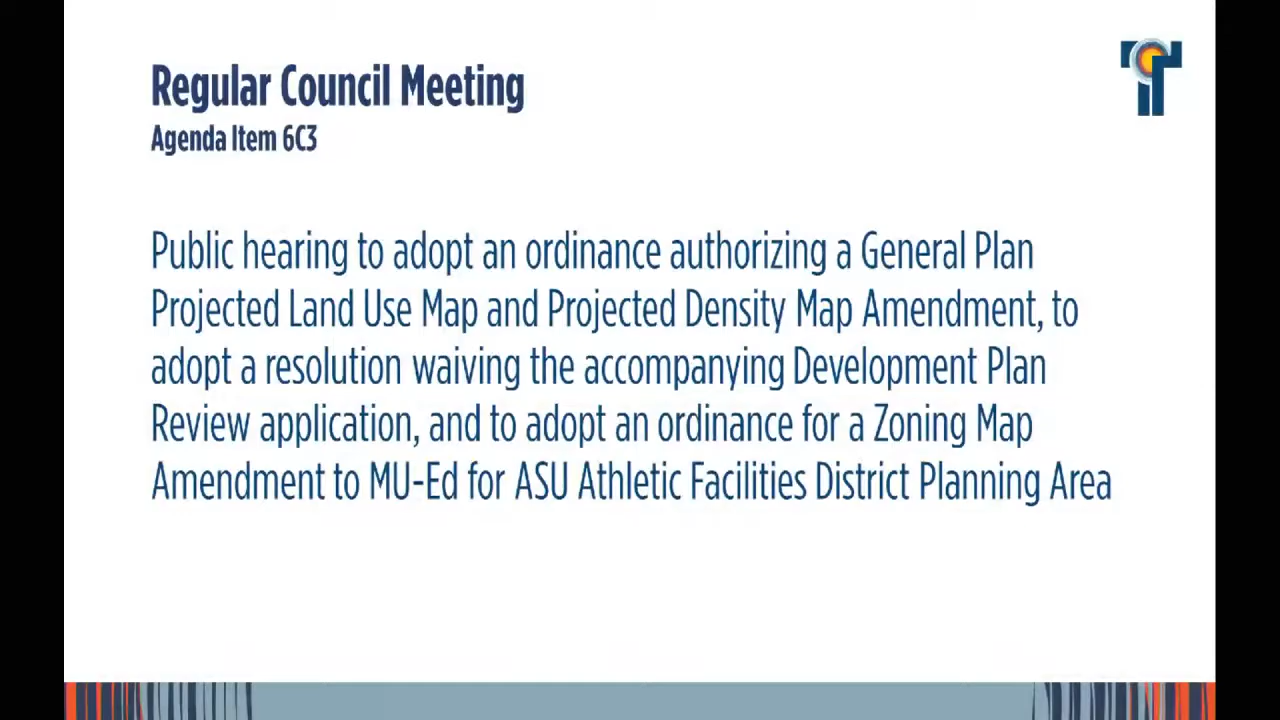 Regular Council Meeting
Agenda Item 6C3
Public hearing to adopt an ordinance authorizing a General Plan
Projected Land Use Map and Projected Density Map Amendment, to
adopt a resolution waiving the accompanying Development Plan
Review application, and to adopt an ordinance for a Zoning Map
Amendment to MU-Ed for ASU Athletic Facilities District Planning Area